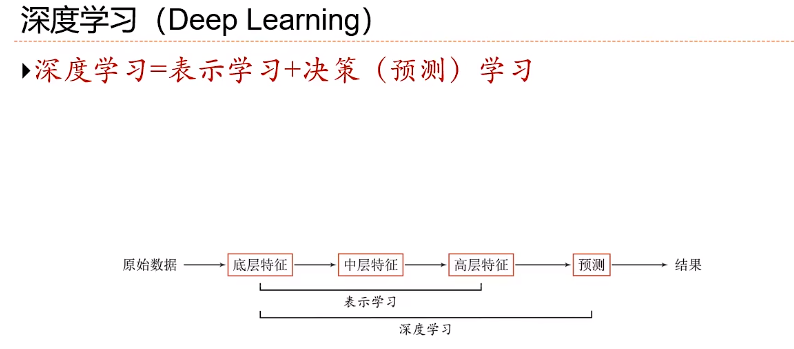 深度学习（Deep Learning）
深度学习=表示学习+决策（预测）学习
原始数据 底层特征 中层特征 高层特征 预测 结果
表示学习
深度学习